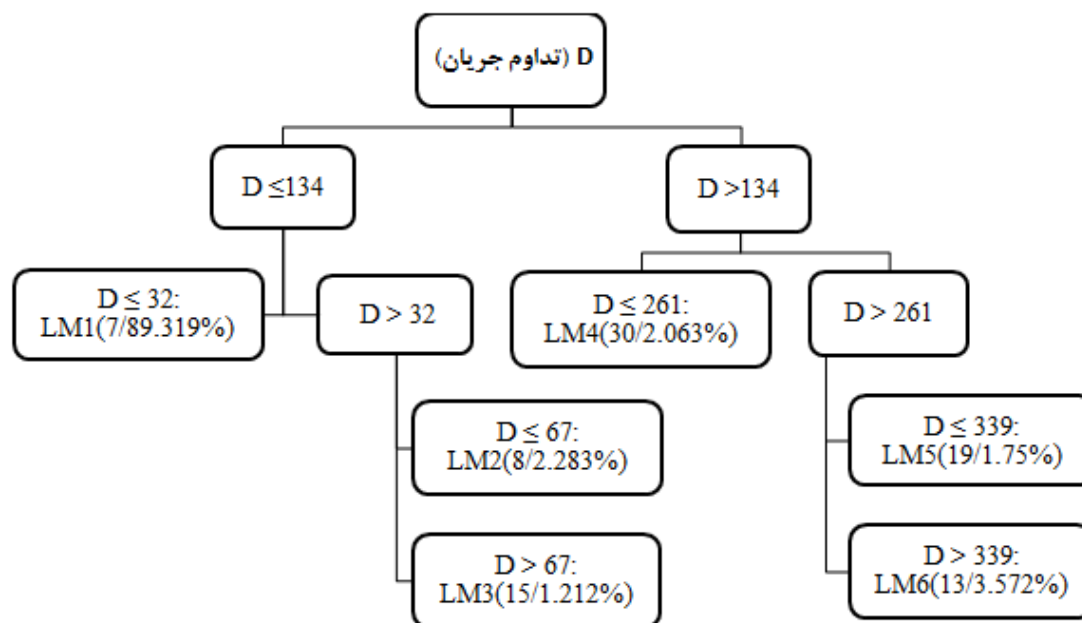 D (تداوم جریان)
D ≤134
D >134
D ≤ 32:
LM1(7/89.319%)
D > 32
D ≤ 261:
LM4(30/2.063%)
D > 261
D ≤ 67:
LM2(8/2.283%)
D ≤ 339:
LM5(19/1.75%)
D > 67:
LM3(15/1.212%)
D > 339:
LM6(13/3.572%)